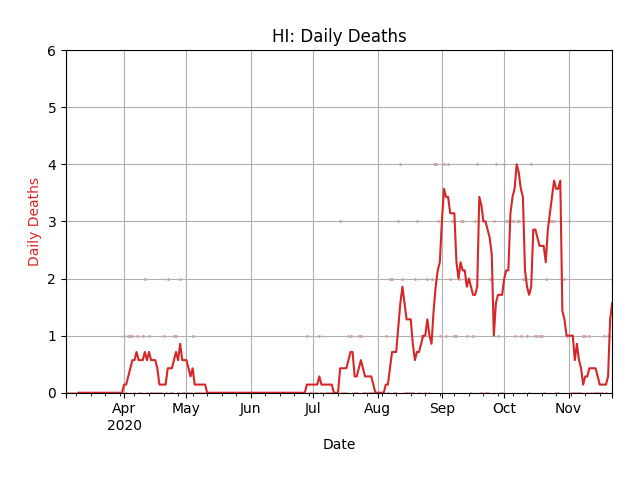 HI: Daily Deaths
6
5
4
3
2
1
0
Daily Deaths
Apr
2020
May
Jun
Jul
Aug
Sep
Oct
Nov
Date